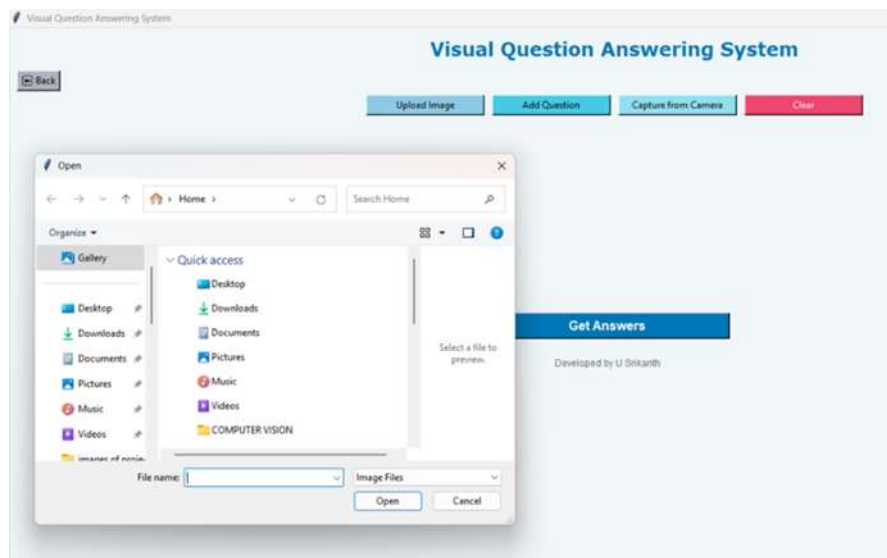 Visual Question Answering System
Visual Question Answering System
Back
Upload Image Add Question Capture from Camera Clear
Open
Home
Search Home
Organize
Gallery
Quick access
Desktop
Downloads
Documents
Pictures
Music
Videos
COMPUTER VISION
Desktop
Downloads
Documents
Pictures
Music
Videos
Select a file to
preview.
File name:
Image Files
Open Cancel
Get Answers
Developed by U Srikanth